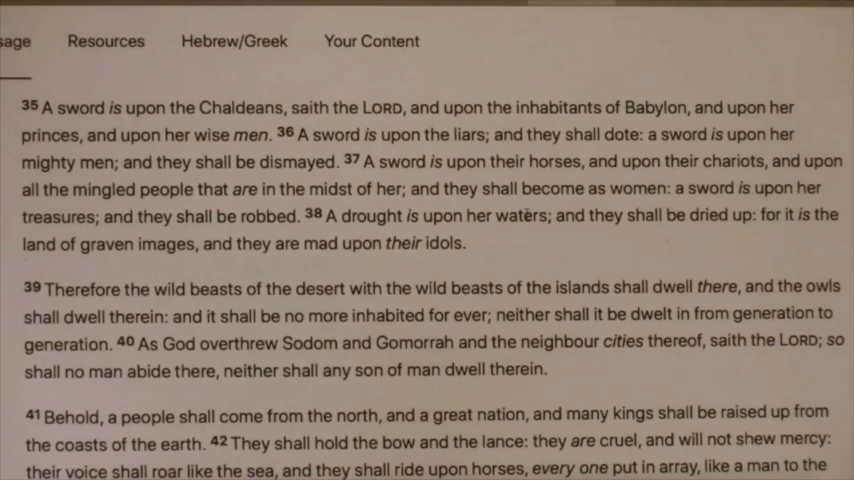 sage Resources Hebrew/Greek Your Content
35 A sword is upon the Chaldeans, saith the LORD, and upon the inhabitants of Babylon, and upon her
princes, and upon her wise men. 36 A sword is upon the liars; and they shall dote: a sword is upon her
mighty men; and they shall be dismayed. 37 A sword is upon their horses, and upon their chariots, and upon
all the mingled people that are in the midst of her; and they shall become as women: a sword is upon her
treasures; and they shall be robbed. 38 A drought is upon her waters; and they shall be dried up: for it is the
land of graven images, and they are mad upon their idols.
39 Therefore the wild beasts of the desert with the wild beasts of the islands shall dwell there, and the owls
shall dwell therein: and it shall be no more inhabited for ever; neither shall it be dwelt in from generation to
generation. 40 As God overthrew Sodom and Gomorrah and the neighbour cities thereof, saith the LORD; so
shall no man abide there, neither shall any son of man dwell therein.
41 Behold, a people shall come from the north, and a great nation, and many kings shall be raised up from
the coasts of the earth. 42 They shall hold the bow and the lance: they are cruel, and will not shew mercy:
their voice shall roar like the sea, and they shall ride upon horses, every one put in array, like a man to the